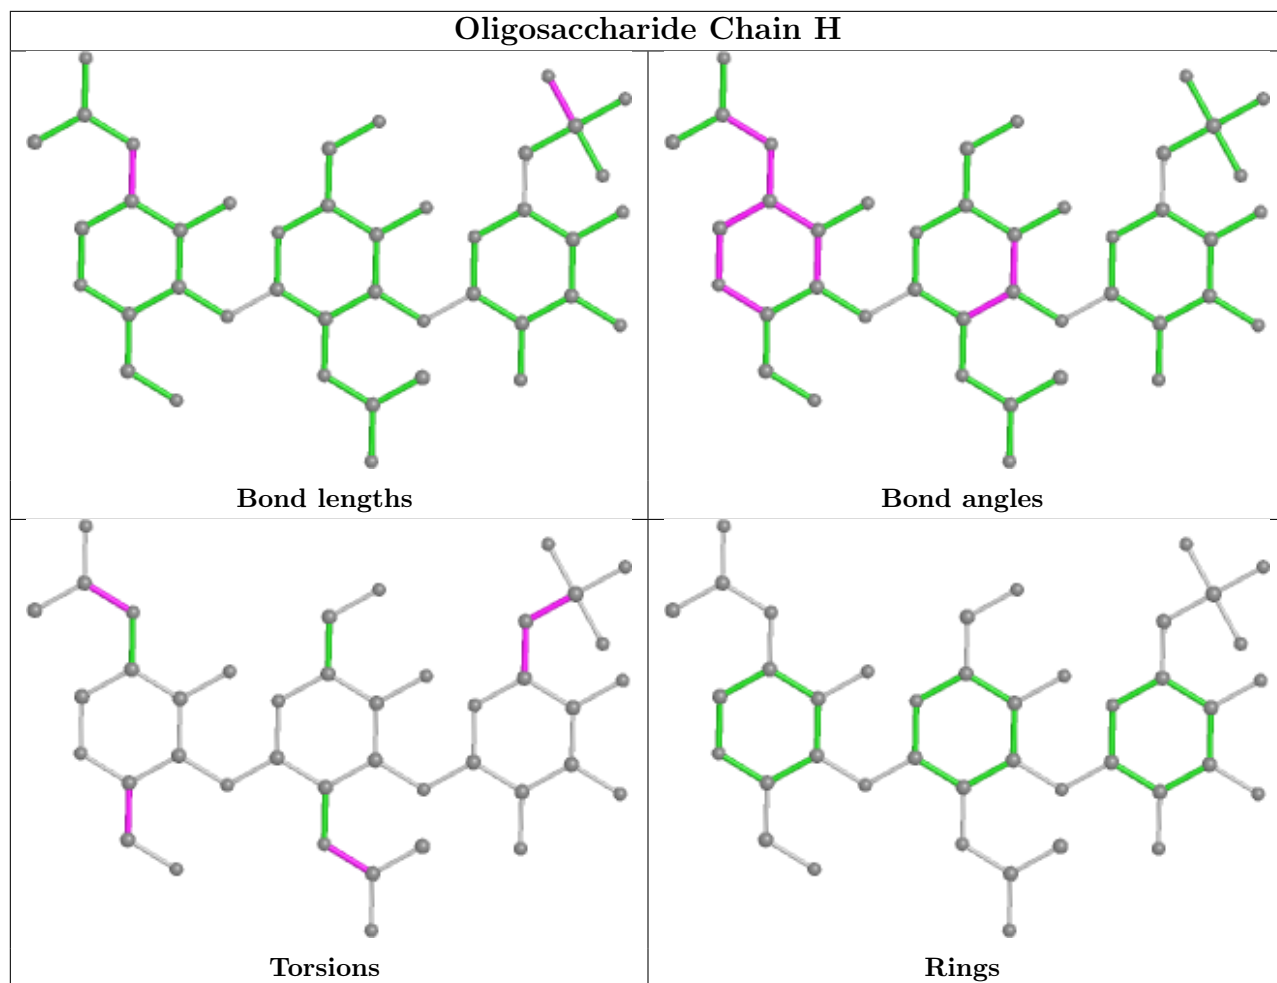 Oligosaccharide Chain H
Bond lengths
Bond angles
Torsions
Rings